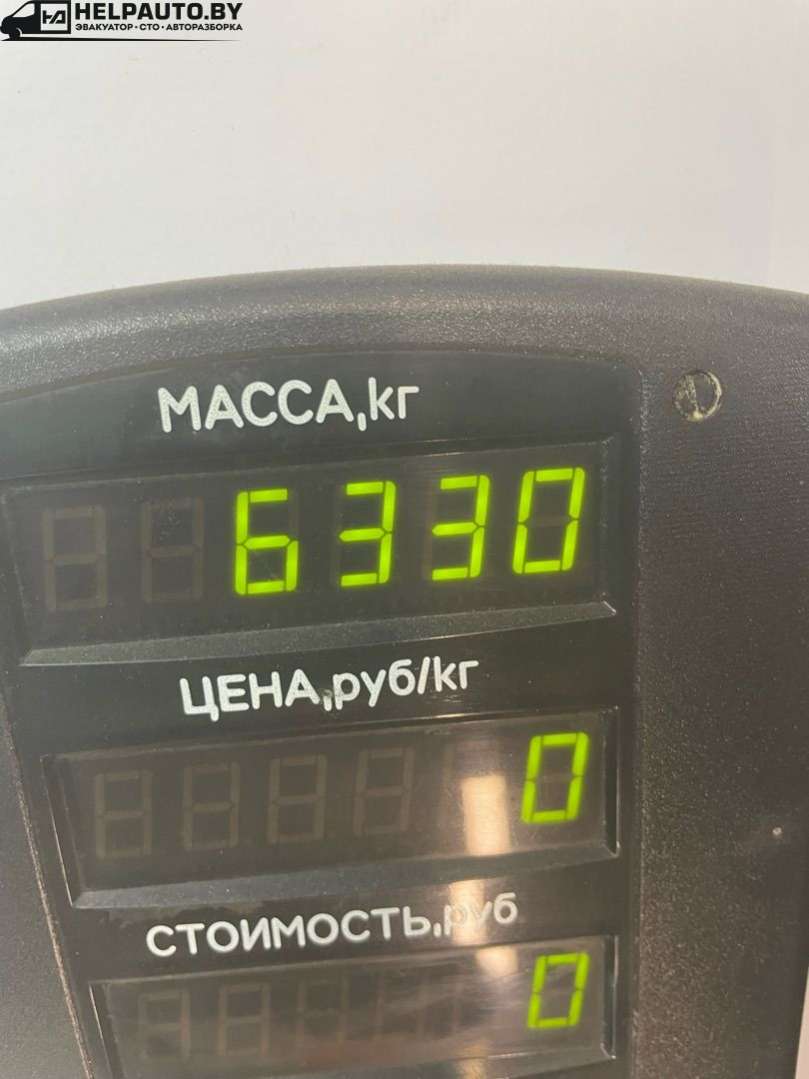 HELPAUTO.BY
ЭВАКУАТОР · СТО · АВТОРАЗБОРКА
МАССА,кг
6330
ЦЕНА,руб/кг
0
СТОИМОСТЬ,руб
0